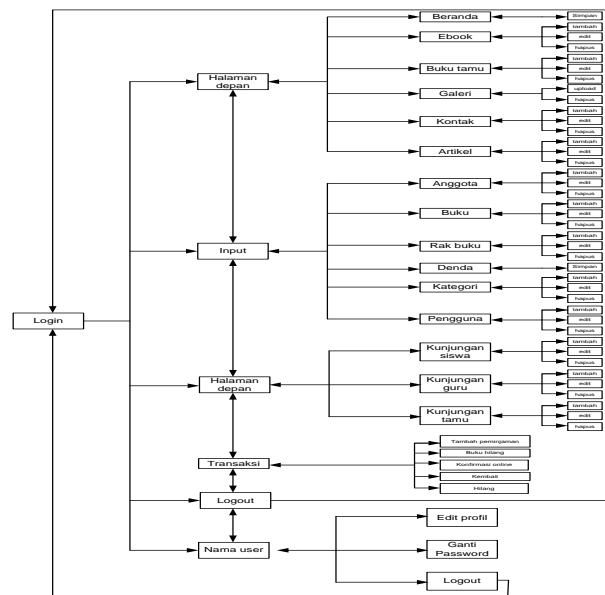 Beranda
Simpan
Ebook
tambah
edit
hapus
Halaman
depan
Buku tamu
tambah
edit
hapus
Galeri
upload
hapus
Kontak
tambah
edit
hapus
Artikel
tambah
edit
hapus
Anggota
tambah
edit
hapus
Input
Buku
tambah
edit
hapus
Rak buku
tambah
edit
hapus
Denda
Simpan
Kategori
tambah
edit
hapus
Login
Pengguna
tambah
edit
hapus
Halaman
depan
Kunjungan
siswa
tambah
edit
hapus
Kunjungan
guru
tambah
edit
hapus
Kunjungan
tamu
tambah
edit
hapus
Transaksi
Tambah peminjaman
Buku hilang
Konfirmasi online
Kembali
Hilang
Logout
Nama user
Edit profil
Ganti
Password
Logout